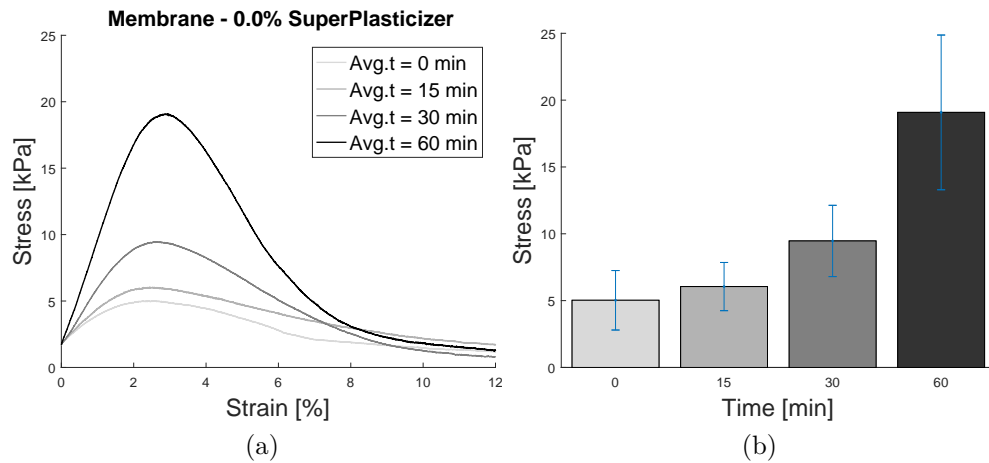 Membrane - 0.0% SuperPlasticizer
Avg.t = 0 min
Avg.t = 15 min
Avg.t = 30 min
Avg.t = 60 min
Stress [kPa]
25
20
15
10
5
0
0 2 4 6 8 10 12
Strain [%]
(a)
Stress [kPa]
25
20
15
10
5
0
0 15 30 60
Time [min]
(b)